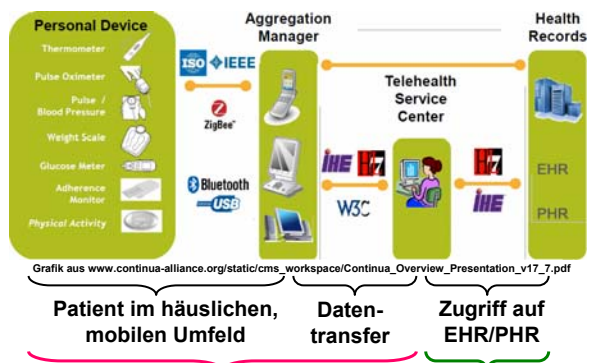 Personal Device
Thermometer
Pulse Oximeter
Pulse /
Blood Pressure
Weight Scale
Glucose Meter
Adherence
Monitor
Physical Activity
ISO IEEE
ZigBee™
Bluetooth
USB
Aggregation
Manager
IHE HL7
W3C
Telehealth
Service
Center
HL7
IHE
Health
Records
EHR
PHR
Grafik aus www.continua-alliance.org/static/cms_workspace/Continua_Overview_Presentation_v17_7.pdf
Patient im häuslichen,
mobilen Umfeld
Daten-
transfer
Zugriff auf
EHR/PHR